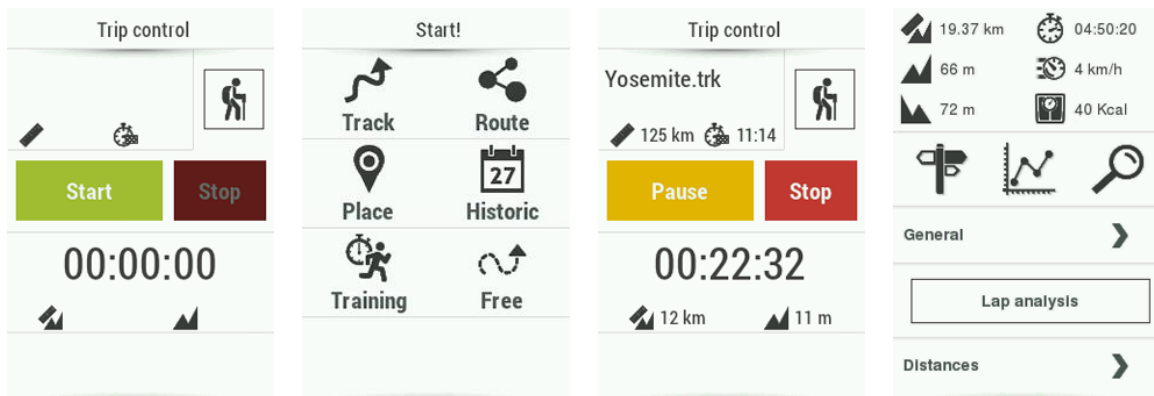 Trip control
Start
Stop
00:00:00
Start!
Track
Route
Place
27
Historic
Training
Free
Trip control
Yosemite.trk
125 km
11:14
Pause
Stop
00:22:32
12 km
11 m
19.37 km
04:50:20
66 m
4 km/h
72 m
40 Kcal
General
Lap analysis
Distances